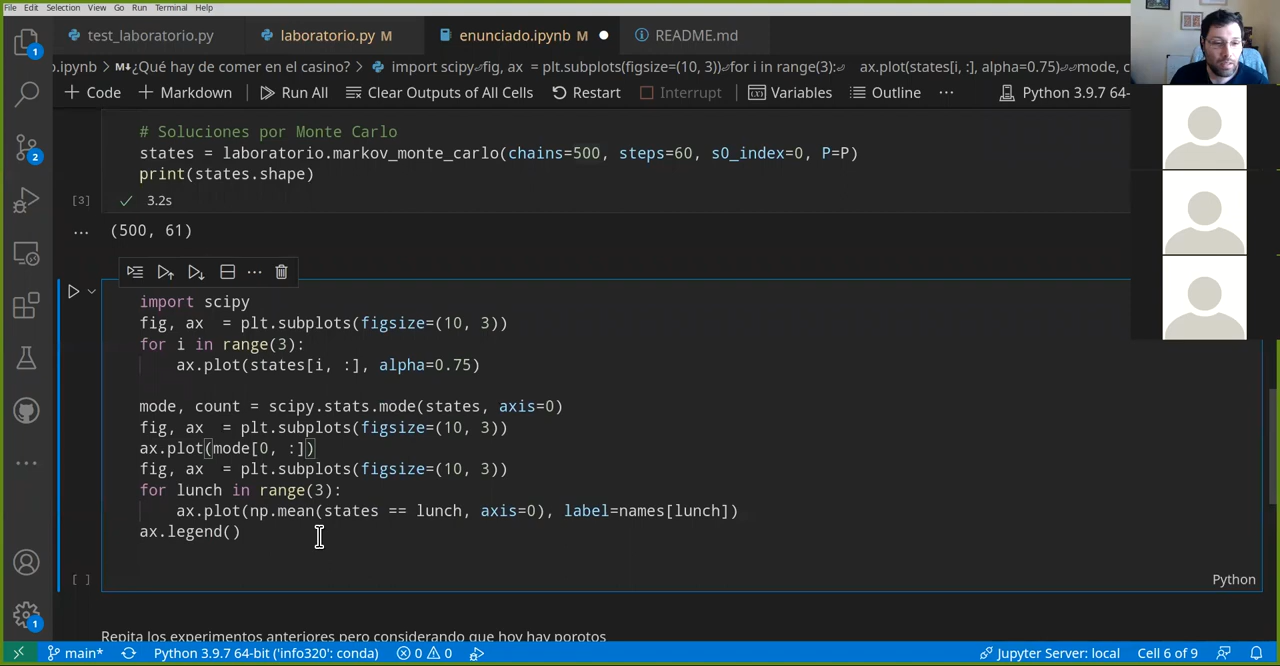 File Edit Selection View Go Run Terminal Help
test_laboratorio.py laboratorio.py M enunciado.ipynb M README.md
o.ipynb > M↓¿Qué hay de comer en el casino? > import scipy⏎fig, ax = plt.subplots(figsize=(10, 3))⏎for i in range(3):⏎ ax.plot(states[i, :], alpha=0.75)⏎⏎mode, c
+ Code + Markdown Run All Clear Outputs of All Cells Restart Interrupt Variables Outline ··· Python 3.9.7 64-
# Soluciones por Monte Carlo
states = laboratorio.markov_monte_carlo(chains=500, steps=60, s0_index=0, P=P)
print(states.shape)
[3] ✓ 3.2s
... (500, 61)
import scipy
fig, ax  = plt.subplots(figsize=(10, 3))
for i in range(3):
    ax.plot(states[i, :], alpha=0.75)
mode, count = scipy.stats.mode(states, axis=0)
fig, ax  = plt.subplots(figsize=(10, 3))
ax.plot(mode[0, :])
fig, ax  = plt.subplots(figsize=(10, 3))
for lunch in range(3):
    ax.plot(np.mean(states == lunch, axis=0), label=names[lunch])
ax.legend()
[ ] Python
Repita los experimentos anteriores pero considerando que hoy hay porotos
1
2
1
main* Python 3.9.7 64-bit ('info320': conda) 0 0 Jupyter Server: local Cell 6 of 9